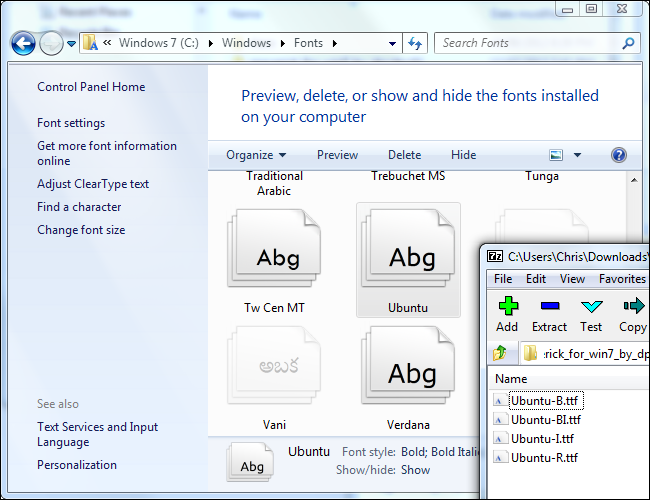 « Windows 7 (C:) ▸ Windows ▸ Fonts ▸
Search Fonts
Control Panel Home
Font settings
Get more font information
online
Adjust ClearType text
Find a character
Change font size
See also
Text Services and Input
Language
Personalization
Preview, delete, or show and hide the fonts installed
on your computer
Organize
Preview
Delete
Hide
Traditional
Arabic
Trebuchet MS
Tunga
Abg
Tw Cen MT
Abg
Ubuntu
అబక
Vani
Abg
Verdana
Abg
Ubuntu
Font style: Bold; Bold Italic
Show/hide: Show
7z
C:\Users\Chris\Downloads\
File
Edit
View
Favorites
Add
Extract
Test
Copy
erick_for_win7_by_dp
Name
Ubuntu-B.ttf
Ubuntu-BI.ttf
Ubuntu-I.ttf
Ubuntu-R.ttf